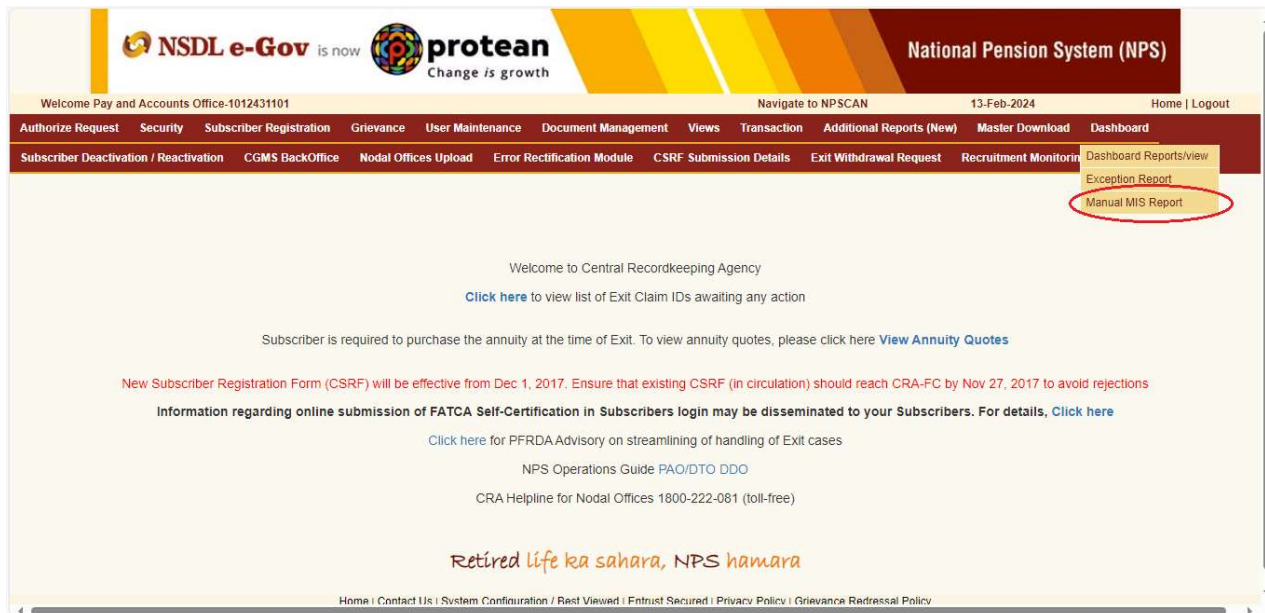 NSDL e-Gov is now protean
Change is growth
National Pension System (NPS)
Welcome Pay and Accounts Office-1012431101 Navigate to NPSCAN 13-Feb-2024 Home | Logout
Authorize Request Security Subscriber Registration Grievance User Maintenance Document Management Views Transaction Additional Reports (New) Master Download Dashboard
Subscriber Deactivation / Reactivation CGMS BackOffice Nodal Offices Upload Error Rectification Module CSRF Submission Details Exit Withdrawal Request Recruitment Monitorin
Dashboard Reports/view
Exception Report
Manual MIS Report
Welcome to Central Recordkeeping Agency
Click here to view list of Exit Claim IDs awaiting any action
Subscriber is required to purchase the annuity at the time of Exit. To view annuity quotes, please click here View Annuity Quotes
New Subscriber Registration Form (CSRF) will be effective from Dec 1, 2017. Ensure that existing CSRF (in circulation) should reach CRA-FC by Nov 27, 2017 to avoid rejections
Information regarding online submission of FATCA Self-Certification in Subscribers login may be disseminated to your Subscribers. For details, Click here
Click here for PFRDA Advisory on streamlining of handling of Exit cases
NPS Operations Guide PAO/DTO DDO
CRA Helpline for Nodal Offices 1800-222-081 (toll-free)
Retired life ka sahara, NPS hamara
Home | Contact Us | System Configuration / Best Viewed | Entrust Secured | Privacy Policy | Grievance Redressal Policy